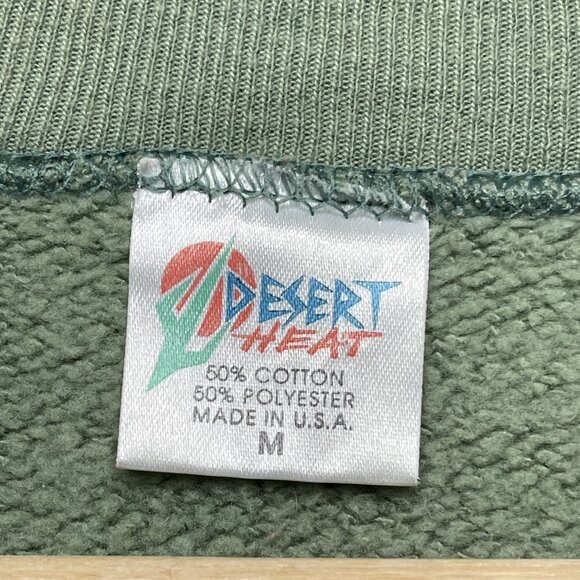 DESERT
HEAT
50% COTTON
50% POLYESTER
MADE IN U.S.A.
M